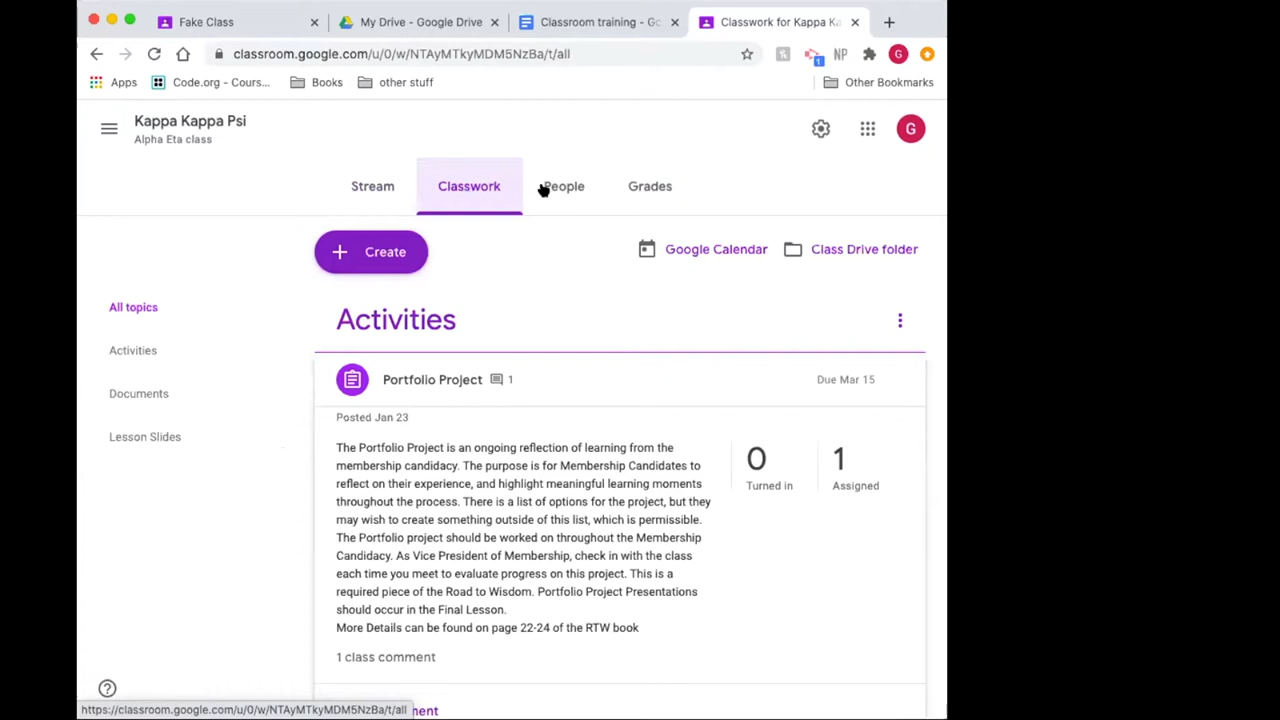 Fake Class
My Drive - Google Drive
Classroom training - Go
Classwork for Kappa Ka
classroom.google.com/u/0/w/NTAyMTkyMDM5NzBa/t/all
NP
G
1
Apps
Code.org - Cours...
Books
other stuff
Other Bookmarks
Kappa Kappa Psi
Alpha Eta class
G
Stream
Classwork
People
Grades
+ Create
Google Calendar
Class Drive folder
All topics
Activities
Documents
Lesson Slides
Activities
Portfolio Project
1
Due Mar 15
Posted Jan 23
The Portfolio Project is an ongoing reflection of learning from the
membership candidacy. The purpose is for Membership Candidates to
reflect on their experience, and highlight meaningful learning moments
throughout the process. There is a list of options for the project, but they
may wish to create something outside of this list, which is permissible.
The Portfolio project should be worked on throughout the Membership
Candidacy. As Vice President of Membership, check in with the class
each time you meet to evaluate progress on this project. This is a
required piece of the Road to Wisdom. Portfolio Project Presentations
should occur in the Final Lesson.
More Details can be found on page 22-24 of the RTW book
0
Turned in
1
Assigned
1 class comment
https://classroom.google.com/u/0/w/NTAyMTkyMDM5NzBa/t/all